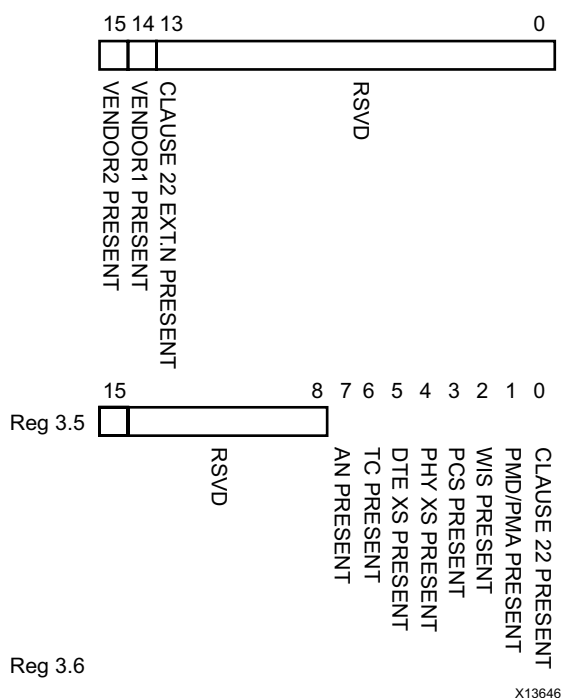 15 14 13 0
VENDOR2 PRESENT
VENDOR1 PRESENT
CLAUSE 22 EXT.N PRESENT
RSVD
15 8 7 6 5 4 3 2 1 0
Reg 3.5
RSVD
AN PRESENT
TC PRESENT
DTE XS PRESENT
PHY XS PRESENT
PCS PRESENT
WIS PRESENT
PMD/PMA PRESENT
CLAUSE 22 PRESENT
Reg 3.6
X13646